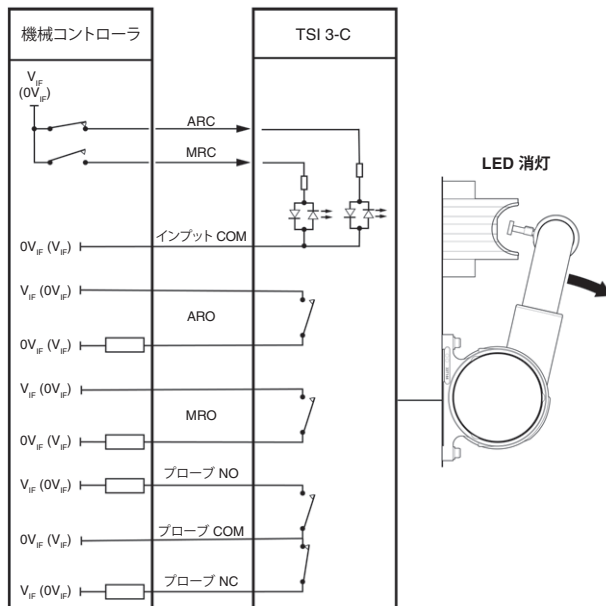 機械コントローラ
TSI 3-C
V_IF
(0V_IF)
ARC
MRC
LED 消灯
インプット COM
0V_IF (V_IF)
V_IF (0V_IF)
ARO
0V_IF (V_IF)
V_IF (0V_IF)
MRO
0V_IF (V_IF)
プローブ NO
V_IF (0V_IF)
プローブ COM
0V_IF (V_IF)
プローブ NC
V_IF (0V_IF)